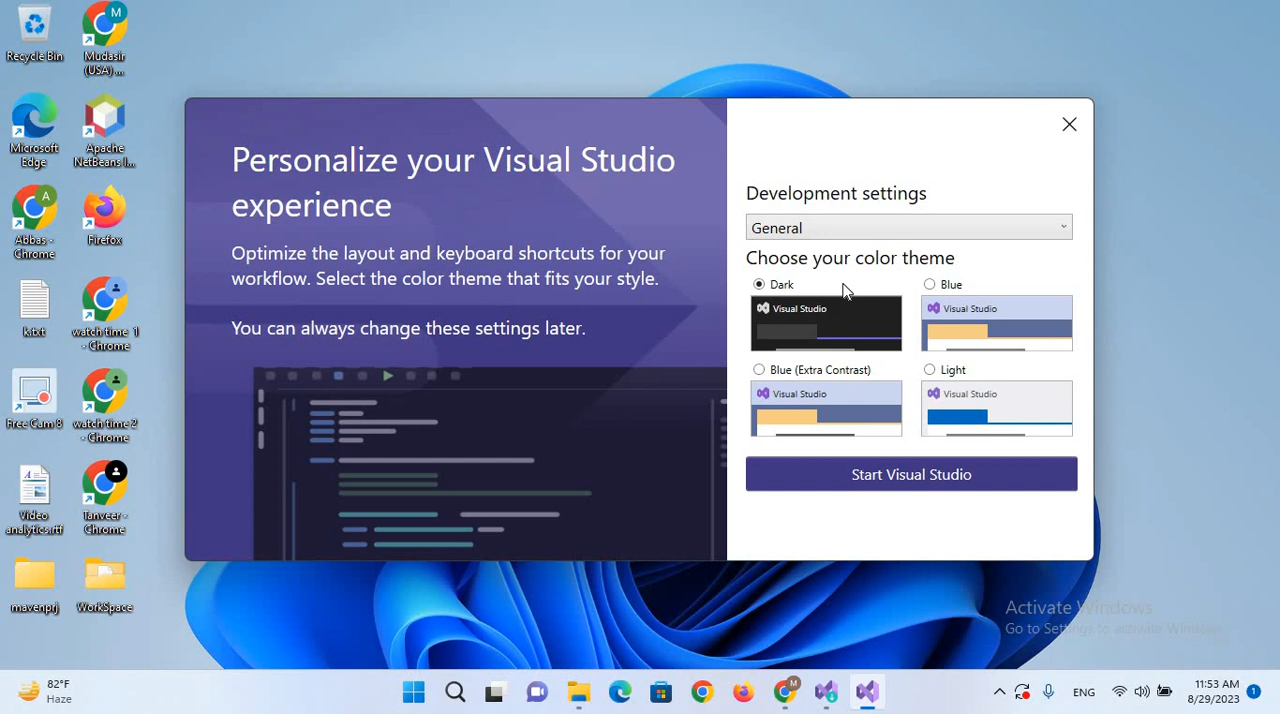 Recycle Bin
Mudasir
(USA)....
Microsoft
Edge
Apache
NetBeans I...
Abbas -
Chrome
Firefox
k.txt
watch time 1
- Chrome
Free Cam 8
watch time 2
- Chrome
Video
analytics.rtf
Tanveer -
Chrome
mavenprj
WorkSpace
Personalize your Visual Studio
experience
Optimize the layout and keyboard shortcuts for your
workflow. Select the color theme that fits your style.
You can always change these settings later.
Development settings
General
Choose your color theme
Dark
Visual Studio
Blue
Visual Studio
Blue (Extra Contrast)
Visual Studio
Light
Visual Studio
Start Visual Studio
Activate Windows
Go to Settings to activate Windows.
82°F
Haze
ENG
11:53 AM
8/29/2023
1
M
A
M